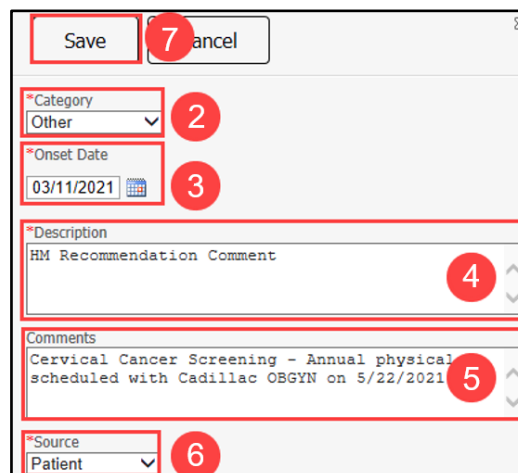 Save
7
ancel
*Category
Other
2
*Onset Date
03/11/2021
3
*Description
HM Recommendation Comment
4
Comments
Cervical Cancer Screening - Annual physical
scheduled with Cadillac OBGYN on 5/22/2021
5
*Source
Patient
6